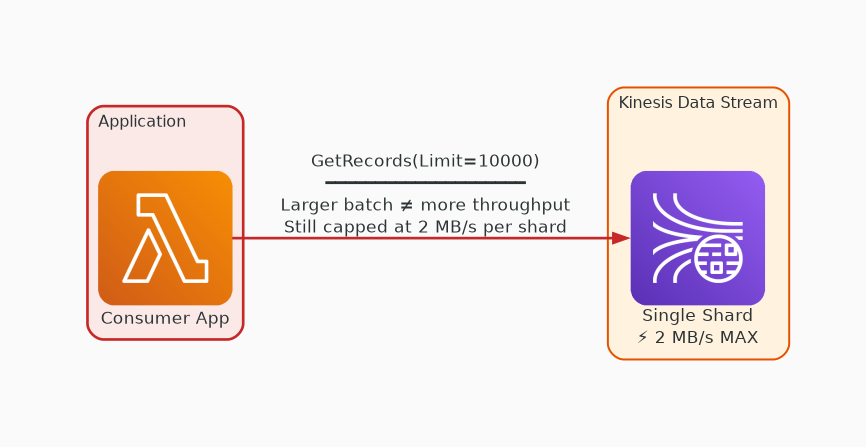 Application
Consumer App
GetRecords(Limit=10000)
Larger batch ≠ more throughput
Still capped at 2 MB/s per shard
Kinesis Data Stream
Single Shard
⚡ 2 MB/s MAX